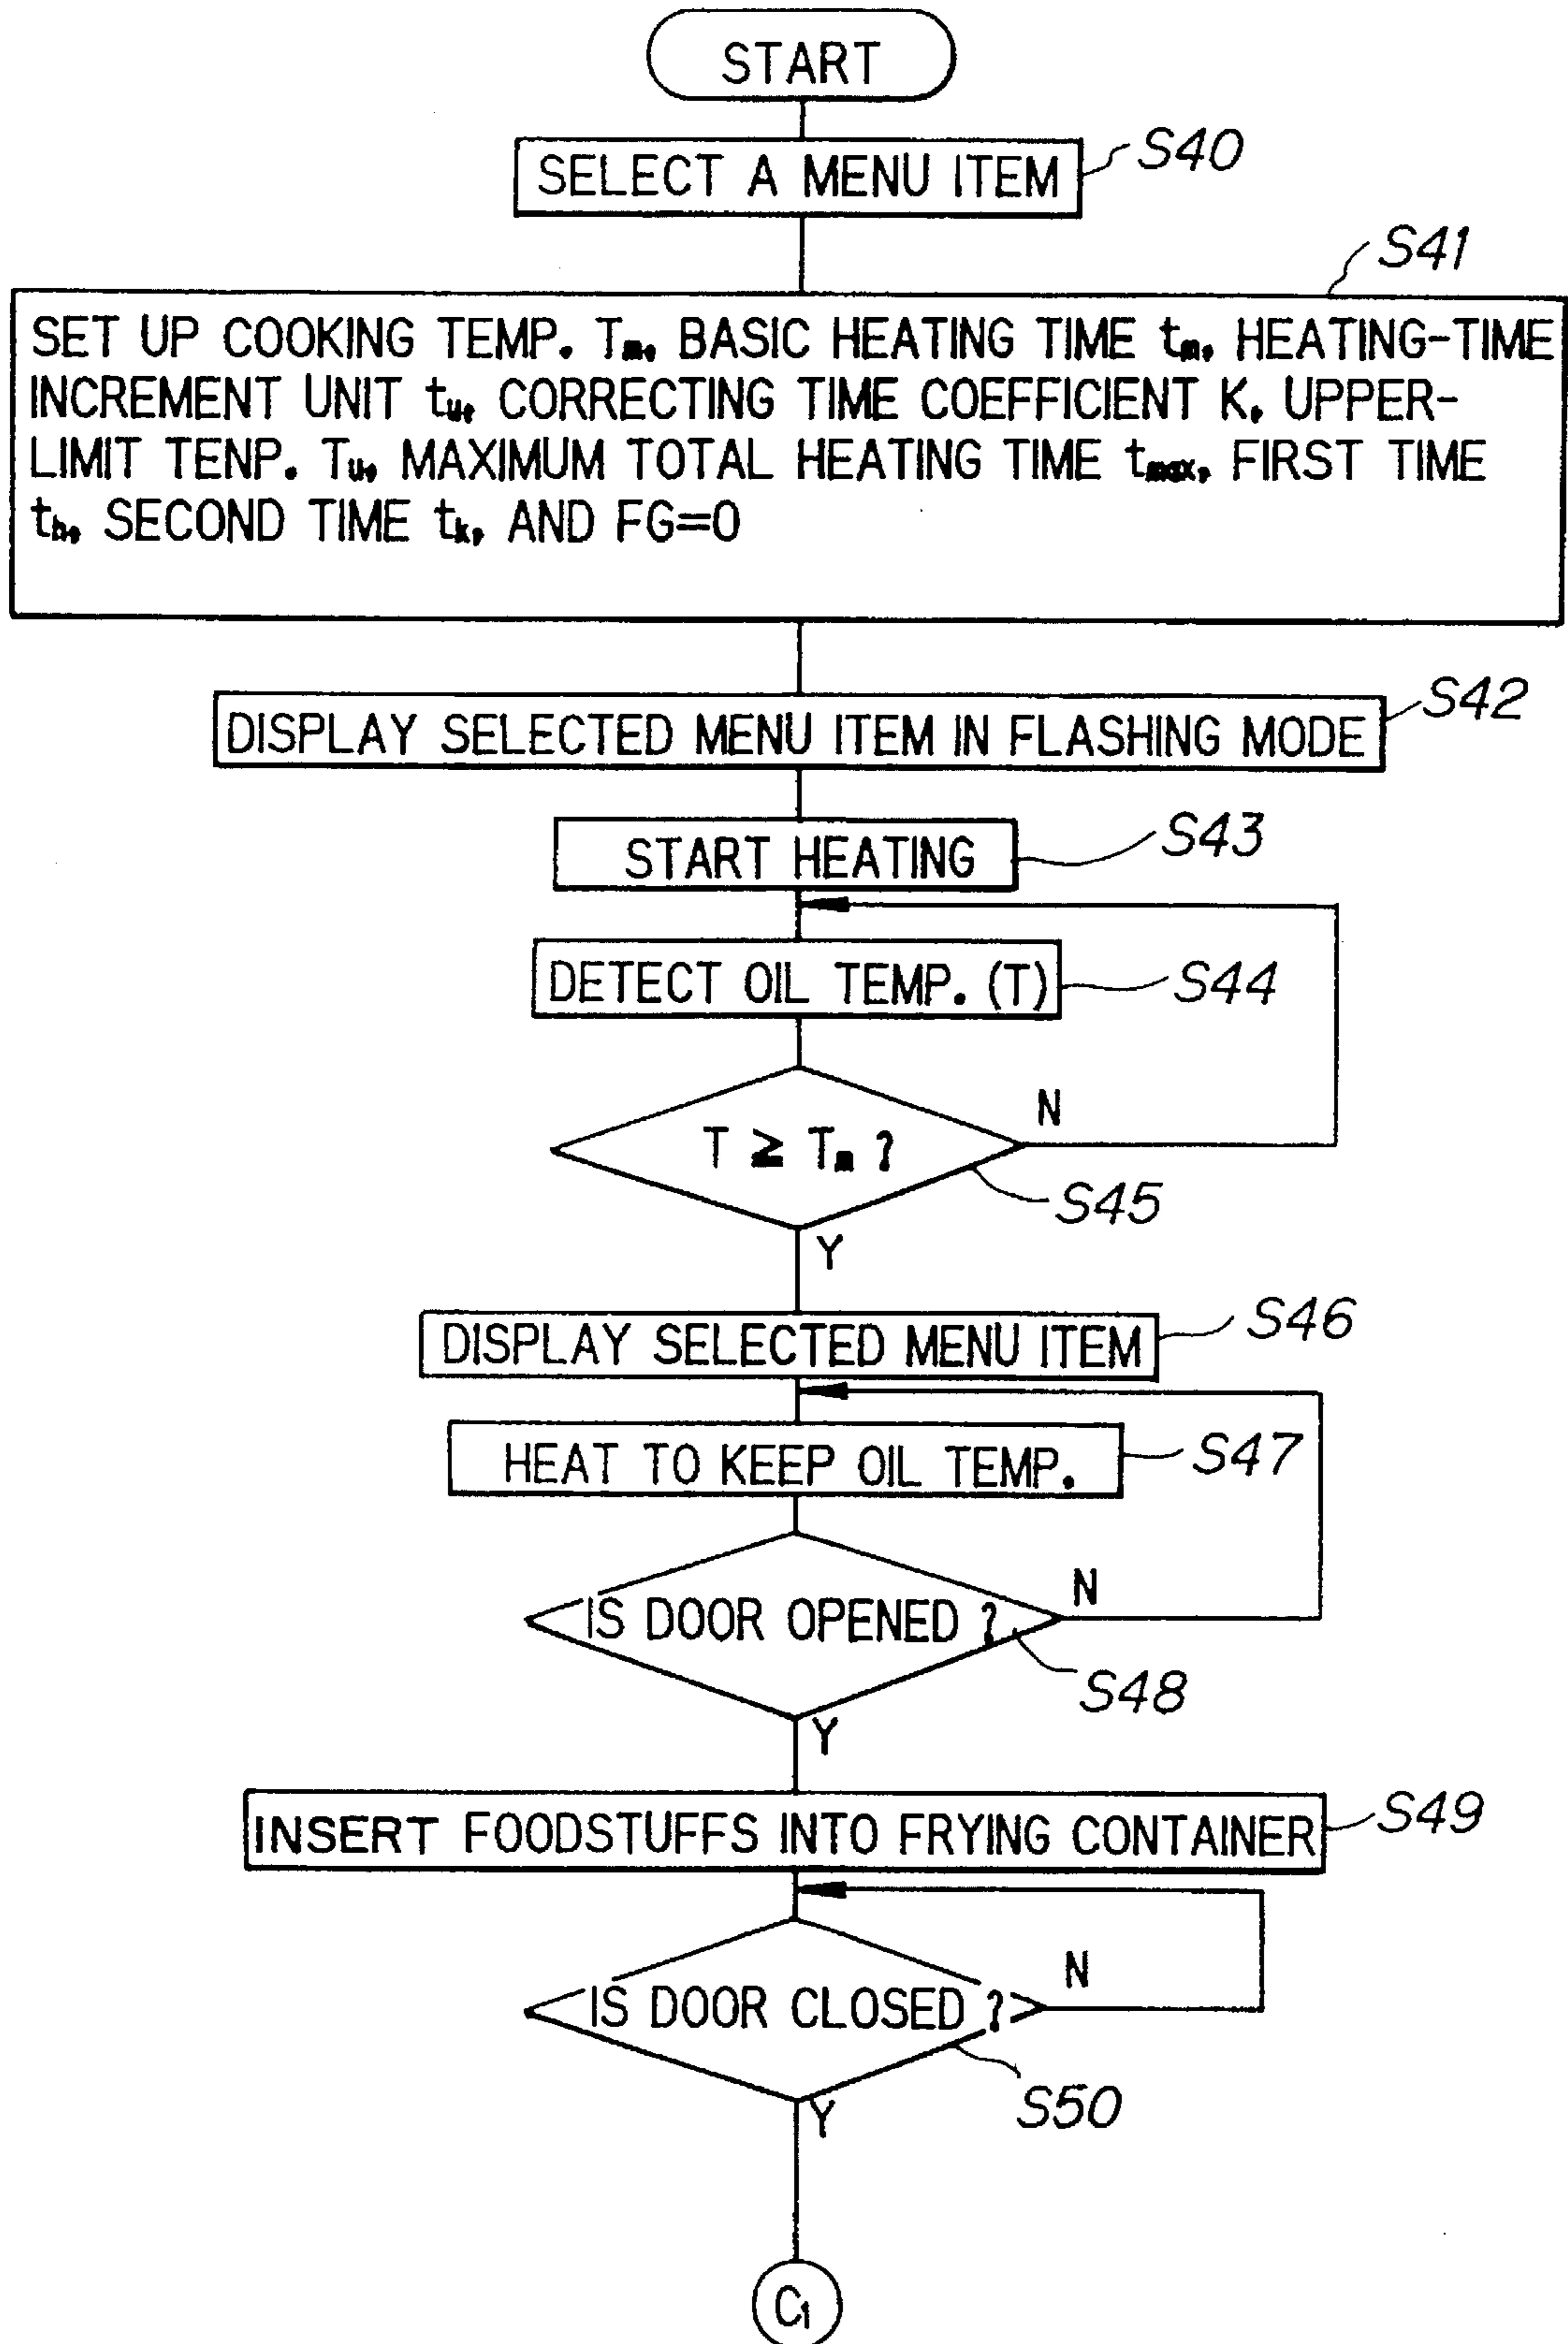 START
SELECT A MENU ITEM
S40
S41
SET UP COOKING TEMP. Tm, BASIC HEATING TIME tm, HEATING-TIME
INCREMENT UNIT tu, CORRECTING TIME COEFFICIENT K, UPPER-
LIMIT TENP. Tu, MAXIMUM TOTAL HEATING TIME tmax, FIRST TIME
th, SECOND TIME tk, AND FG=0
DISPLAY SELECTED MENU ITEM IN FLASHING MODE
S42
START HEATING
S43
DETECT OIL TEMP. (T)
S44
T ≥ Tm ?
N
S45
Y
DISPLAY SELECTED MENU ITEM
S46
HEAT TO KEEP OIL TEMP.
S47
IS DOOR OPENED ?
N
S48
Y
INSERT FOODSTUFFS INTO FRYING CONTAINER
S49
IS DOOR CLOSED ?
N
S50
Y
C1